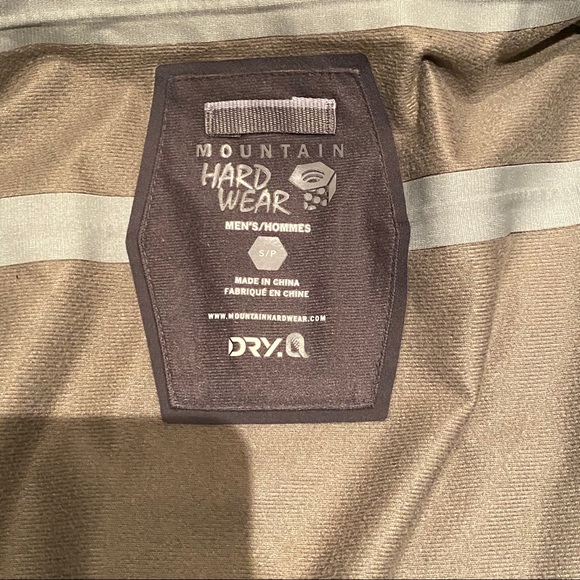 MOUNTAIN
HARD
WEAR
MEN'S/HOMMES
S/P
MADE IN CHINA
FABRIQUÉ EN CHINE
WWW.MOUNTAINHARDWEAR.COM
DRY.Q